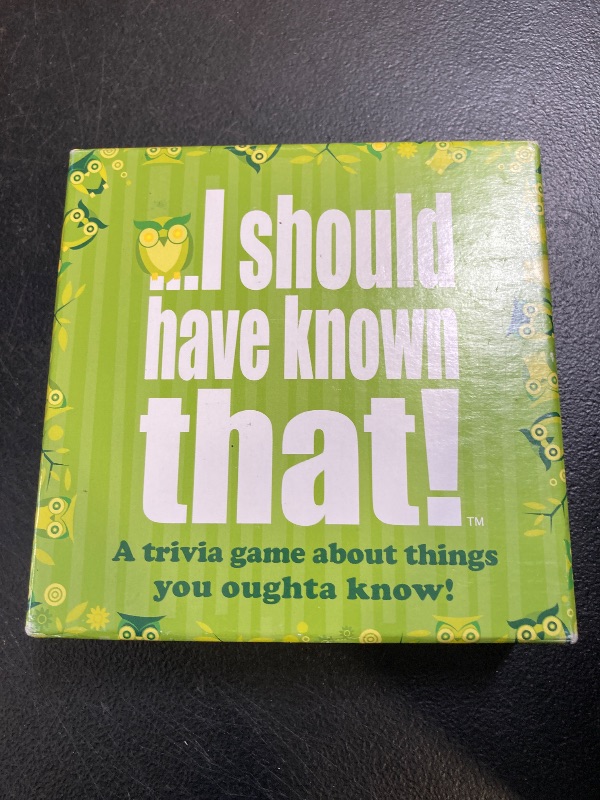 ...I should
have known
that!
TM
A trivia game about things
you oughta know!